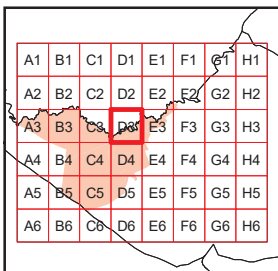 A1 B1 C1 D1 E1 F1 G1 H1
A2 B2 C2 D2 E2 F2 G2 H2
A3 B3 C3 D3 E3 F3 G3 H3
A4 B4 C4 D4 E4 F4 G4 H4
A5 B5 C5 D5 E5 F5 G5 H5
A6 B6 C6 D6 E6 F6 G6 H6